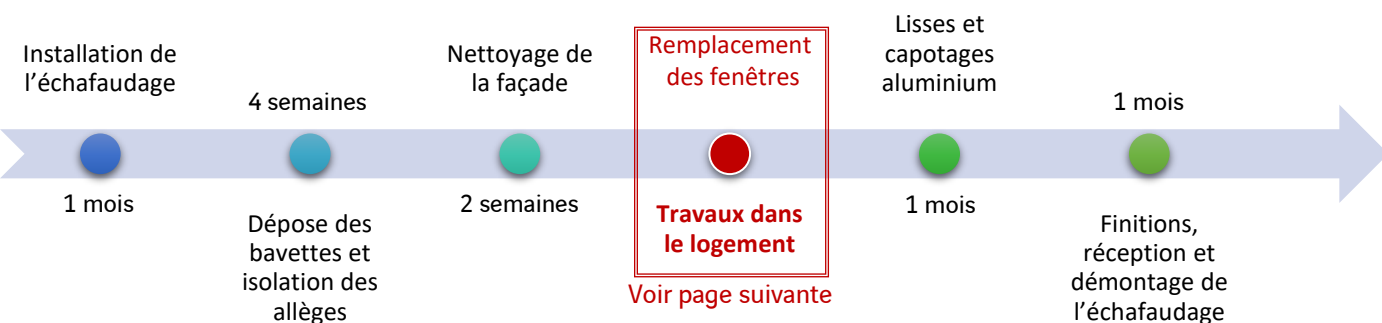 Installation de
l’échafaudage
1 mois
4 semaines
Dépose des
bavettes et
isolation des
allèges
Nettoyage de
la façade
2 semaines
Remplacement
des fenêtres
Travaux dans
le logement
Voir page suivante
Lisses et
capotages
aluminium
1 mois
1 mois
Finitions,
réception et
démontage de
l’échafaudage